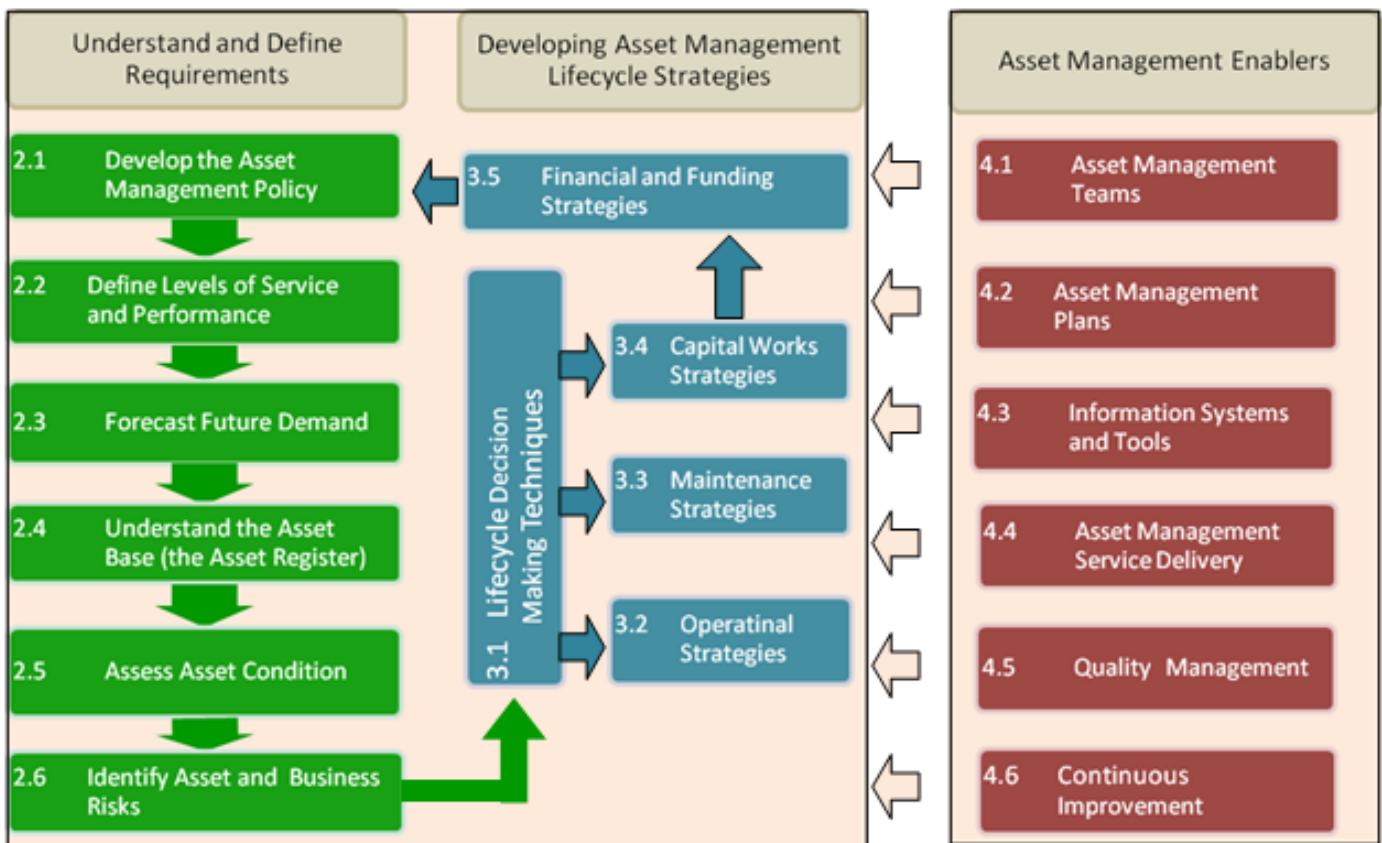 Understand and Define
Requirements
2.1 Develop the Asset
Management Policy
2.2 Define Levels of Service
and Performance
2.3 Forecast Future Demand
2.4 Understand the Asset
Base (the Asset Register)
2.5 Assess Asset Condition
2.6 Identify Asset and Business
Risks
Developing Asset Management
Lifecycle Strategies
3.5 Financial and Funding
Strategies
3.1 Lifecycle Decision
Making Techniques
3.4 Capital Works
Strategies
3.3 Maintenance
Strategies
3.2 Operatinal
Strategies
Asset Management Enablers
4.1 Asset Management
Teams
4.2 Asset Management
Plans
4.3 Information Systems
and Tools
4.4 Asset Management
Service Delivery
4.5 Quality Management
4.6 Continuous
Improvement